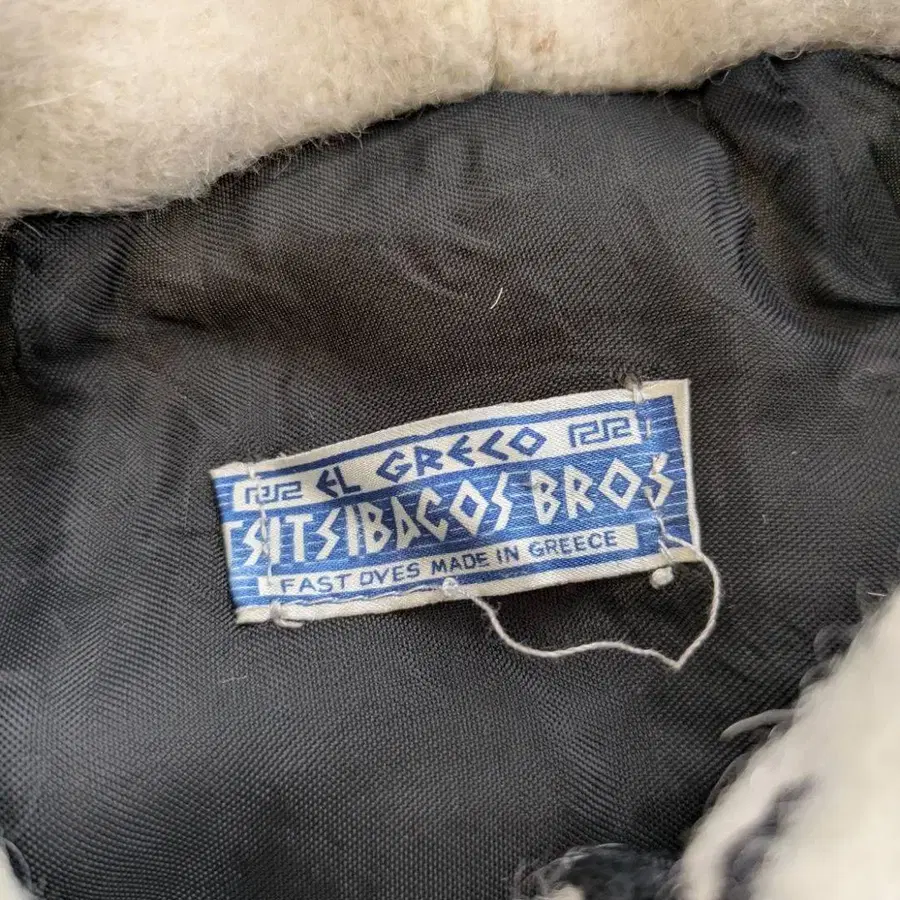 EL GRECO
TSITSIBACOS BROS
FAST DYES MADE IN GREECE